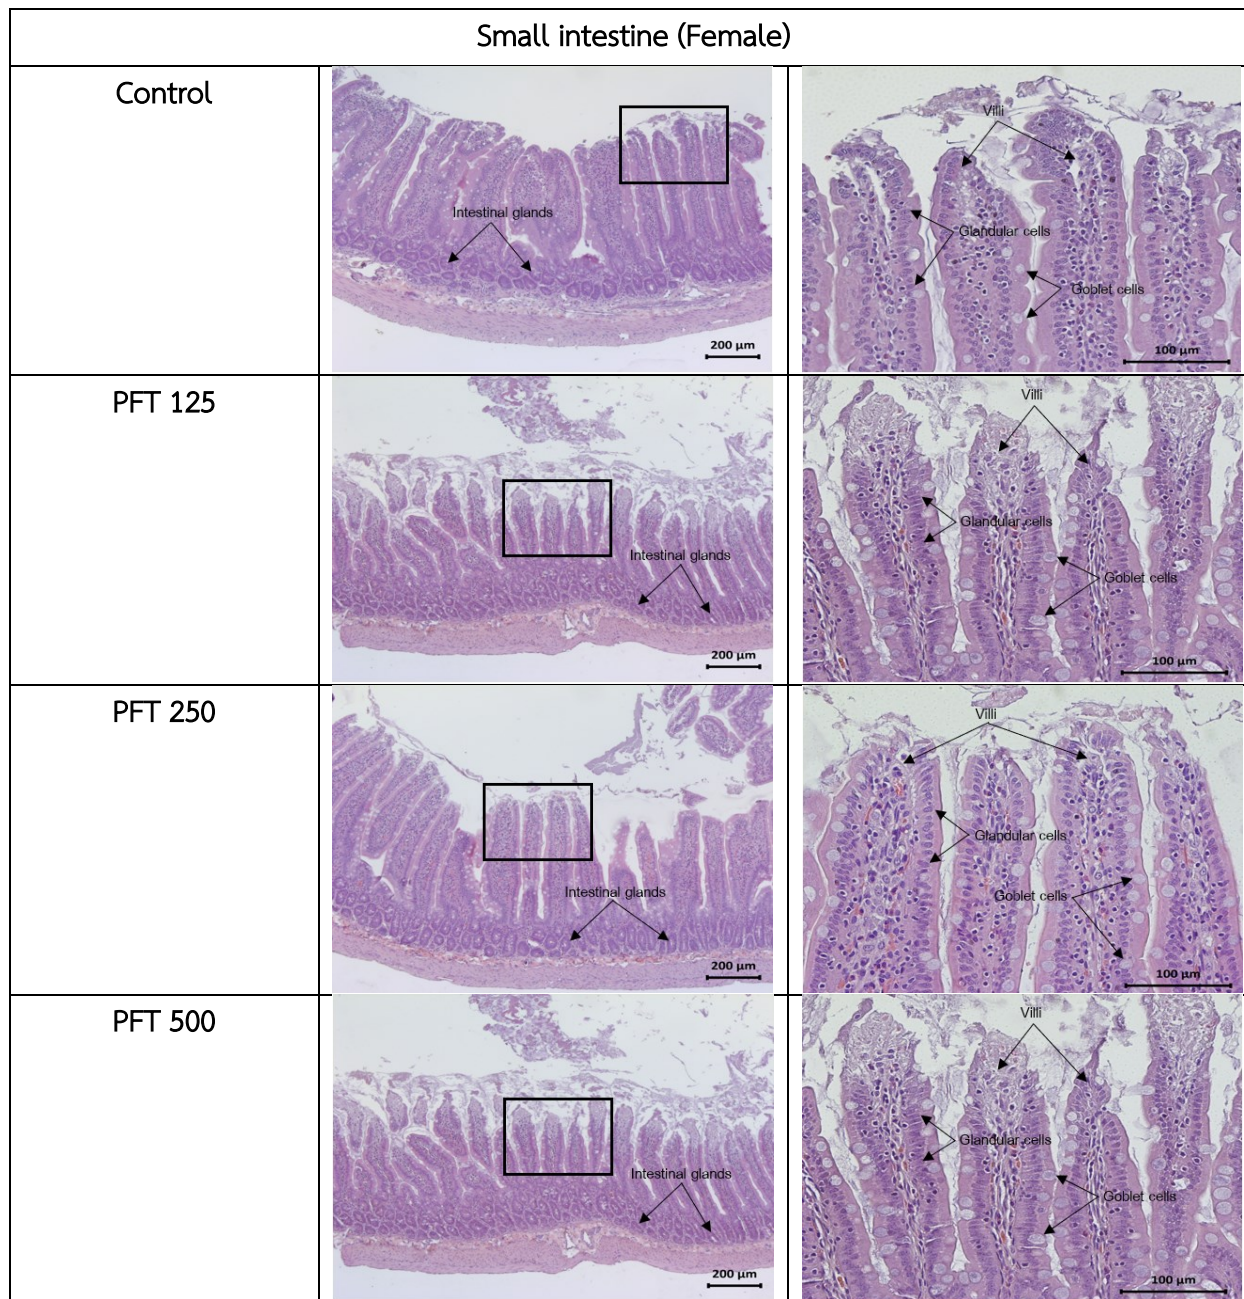 Small intestine (Female)
Control
Intestinal glands
200 µm
Villi
Glandular cells
Goblet cells
100 µm
PFT 125
Intestinal glands
200 µm
Villi
Glandular cells
Goblet cells
100 µm
PFT 250
Intestinal glands
200 µm
Villi
Glandular cells
Goblet cells
100 µm
PFT 500
Intestinal glands
200 µm
Villi
Glandular cells
Goblet cells
100 µm